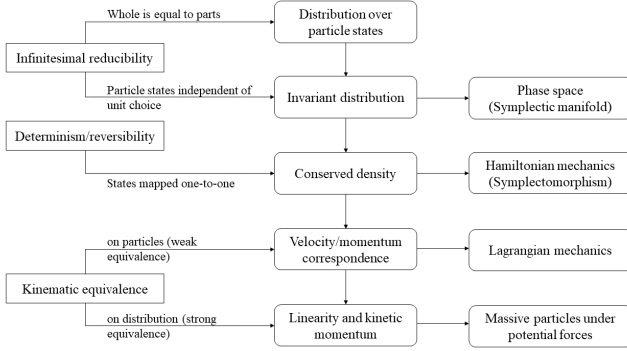 Whole is equal to parts
Distribution over
particle states
Infinitesimal reducibility
Particle states independent of
unit choice
Invariant distribution
Phase space
(Symplectic manifold)
Determinism/reversibility
States mapped one-to-one
Conserved density
Hamiltonian mechanics
(Symplectomorphism)
on particles (weak
equivalence)
Velocity/momentum
correspondence
Lagrangian mechanics
Kinematic equivalence
on distribution (strong
equivalence)
Linearity and kinetic
momentum
Massive particles under
potential forces